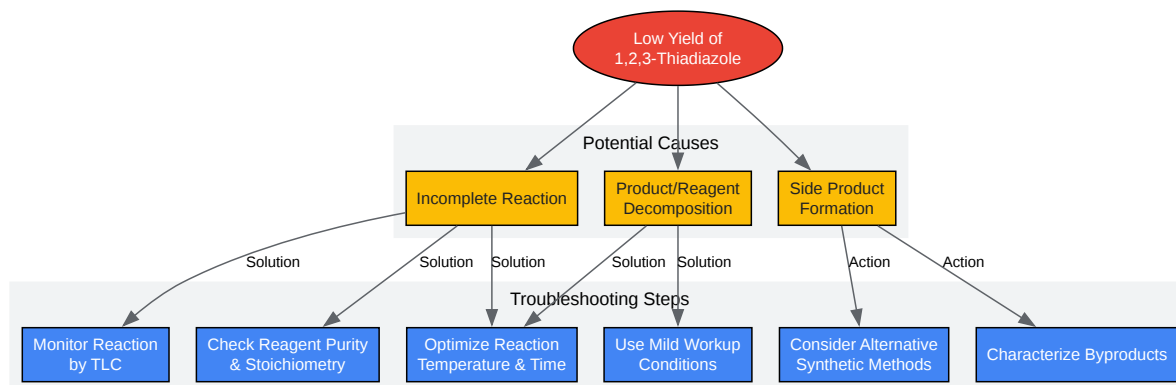 Low Yield of
1,2,3-Thiadiazole
Potential Causes
Incomplete Reaction
Product/Reagent
Decomposition
Side Product
Formation
Solution
Solution
Solution
Solution
Solution
Action
Action
Troubleshooting Steps
Monitor Reaction
by TLC
Check Reagent Purity
& Stoichiometry
Optimize Reaction
Temperature & Time
Use Mild Workup
Conditions
Consider Alternative
Synthetic Methods
Characterize Byproducts